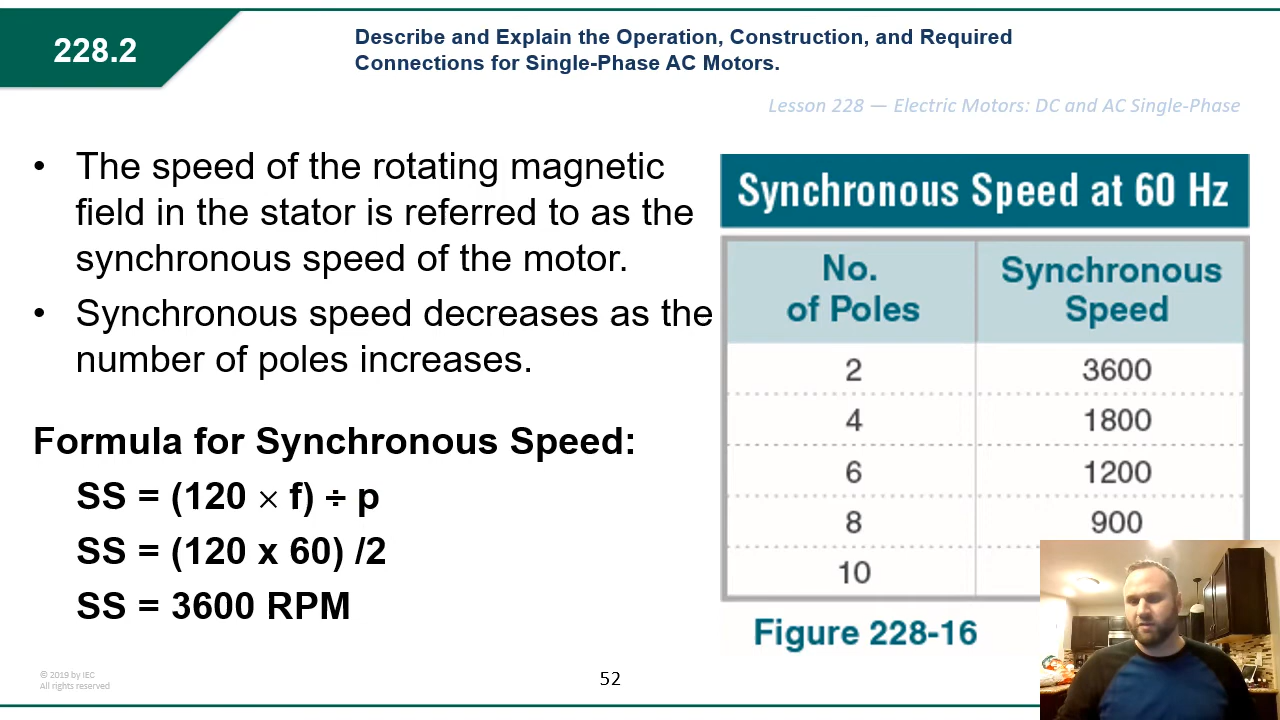 228.2
Describe and Explain the Operation, Construction, and Required
Connections for Single-Phase AC Motors.
Lesson 228 — Electric Motors: DC and AC Single-Phase
• The speed of the rotating magnetic
field in the stator is referred to as the
synchronous speed of the motor.
• Synchronous speed decreases as the
number of poles increases.
Formula for Synchronous Speed:
SS = (120 × f) ÷ p
SS = (120 x 60) /2
SS = 3600 RPM
Synchronous Speed at 60 Hz
No. of Poles Synchronous Speed
2 3600
4 1800
6 1200
8 900
10
Figure 228-16
© 2019 by IEC
All rights reserved
52